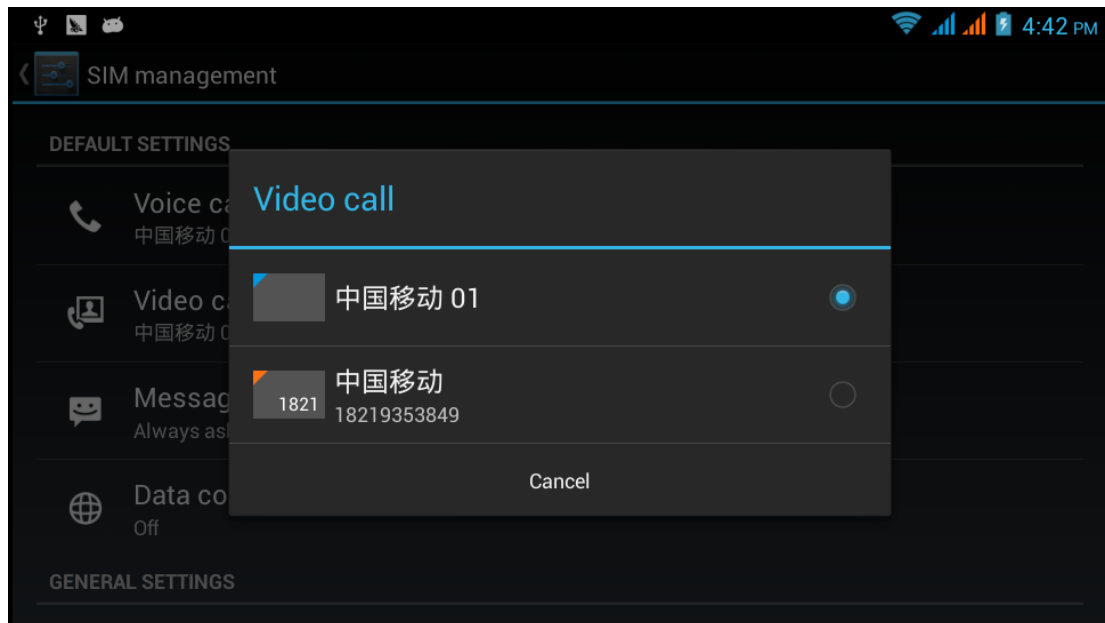 4:42 PM
SIM management
DEFAULT SETTINGS
Voice ca
中国移动 0
Video ca
中国移动 0
Messag
Always as
Data co
Off
GENERAL SETTINGS
Video call
中国移动 01
1821
中国移动
18219353849
Cancel